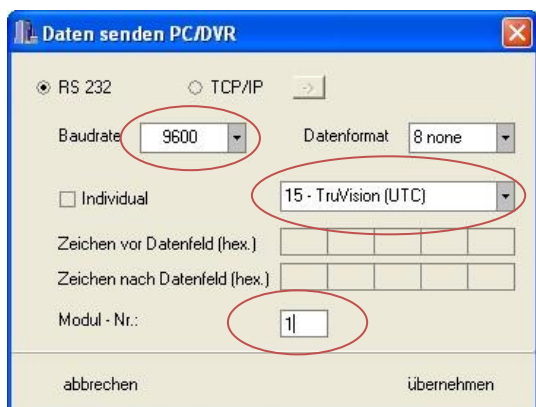 Daten senden PC/DVR
RS 232 TCP/IP ->
Baudrate 9600 Datenformat 8 none
Individual 15 - TruVision (UTC)
Zeichen vor Datenfeld (hex.)
Zeichen nach Datenfeld (hex.)
Modul - Nr.: 1
abbrechen übernehmen